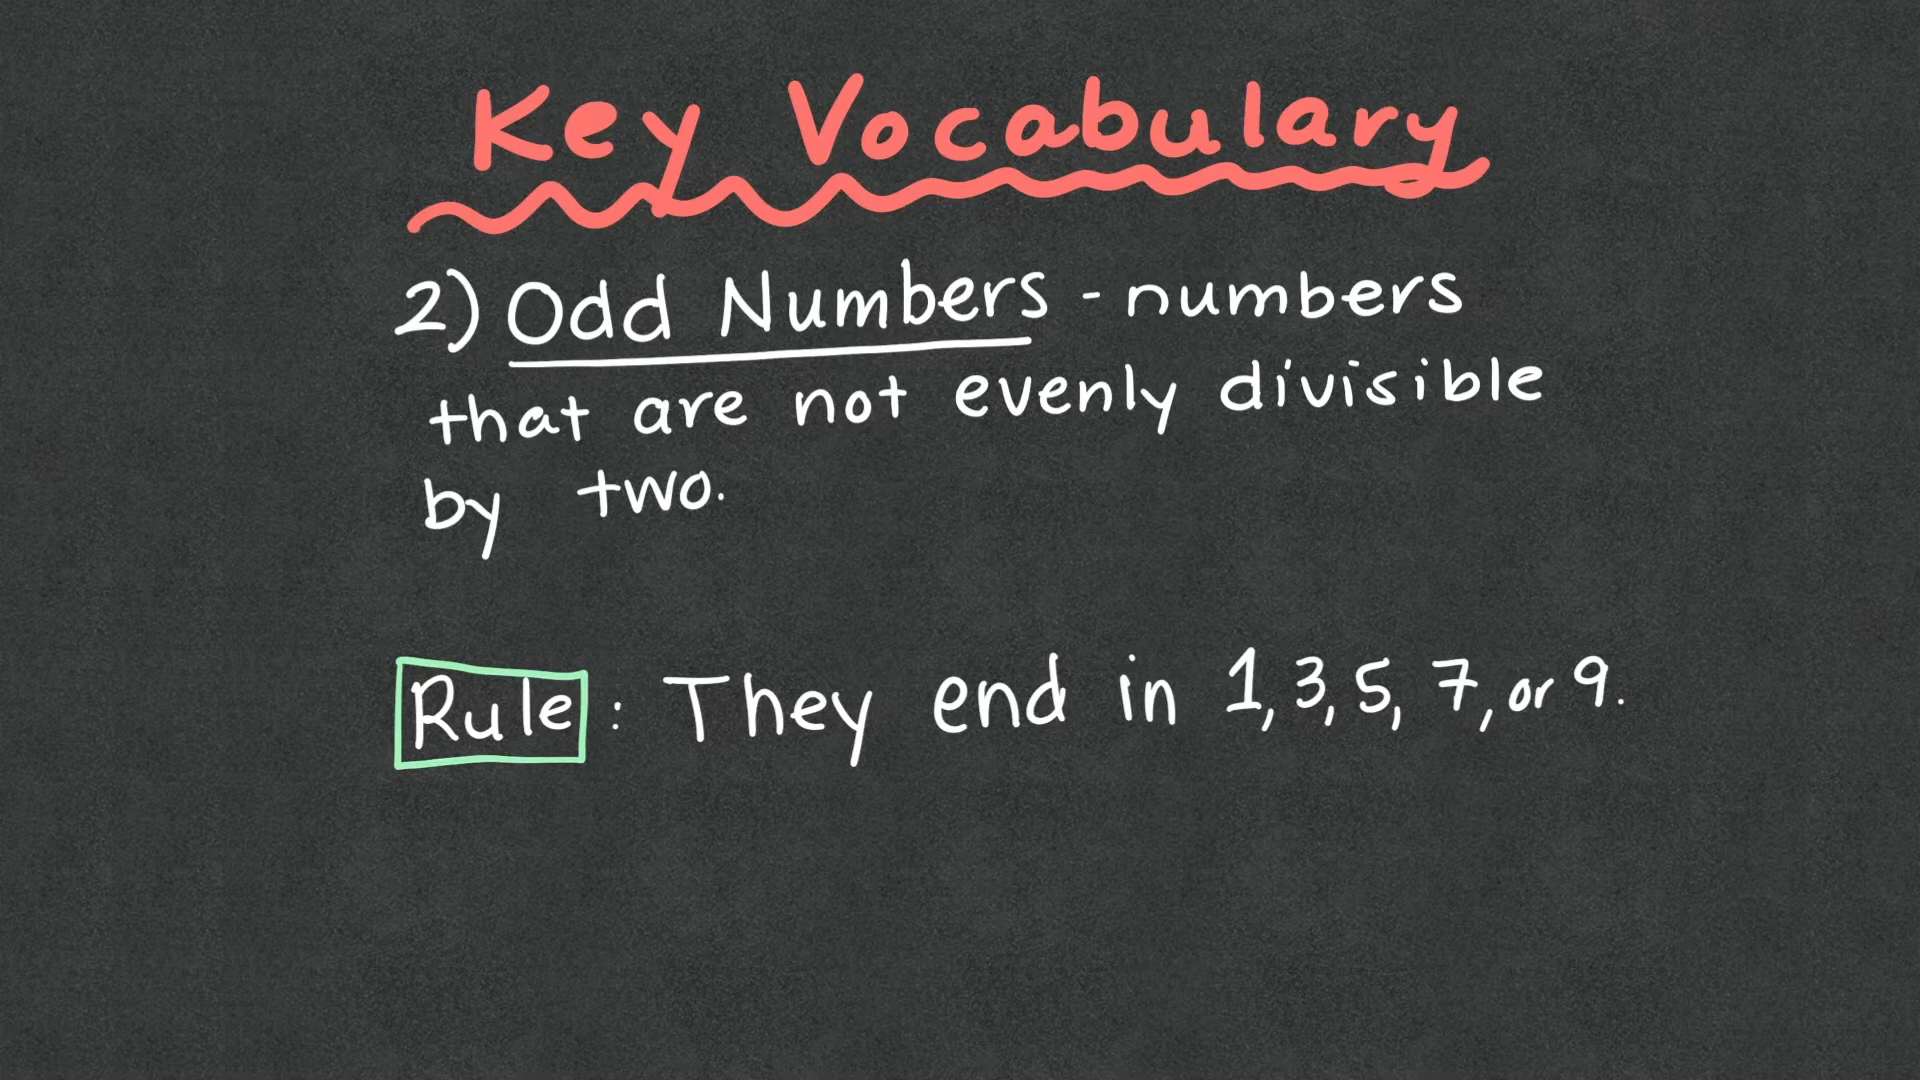 Key Vocabulary
2) Odd Numbers - numbers
that are not evenly divisible
by two.
Rule : They end in 1, 3, 5, 7, or 9.